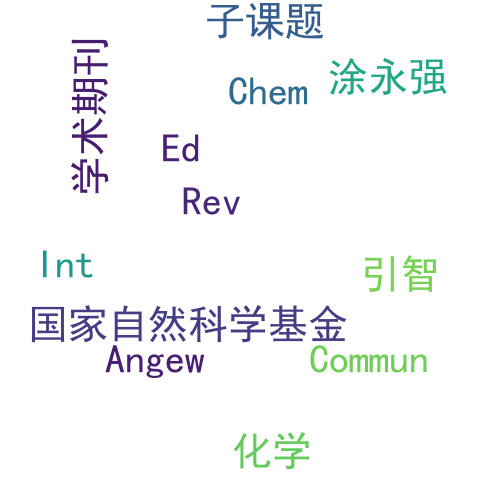 子课题
学术期刊
涂永强
Chem
Ed
Rev
Int
引智
国家自然科学基金
Angew
Commun
化学